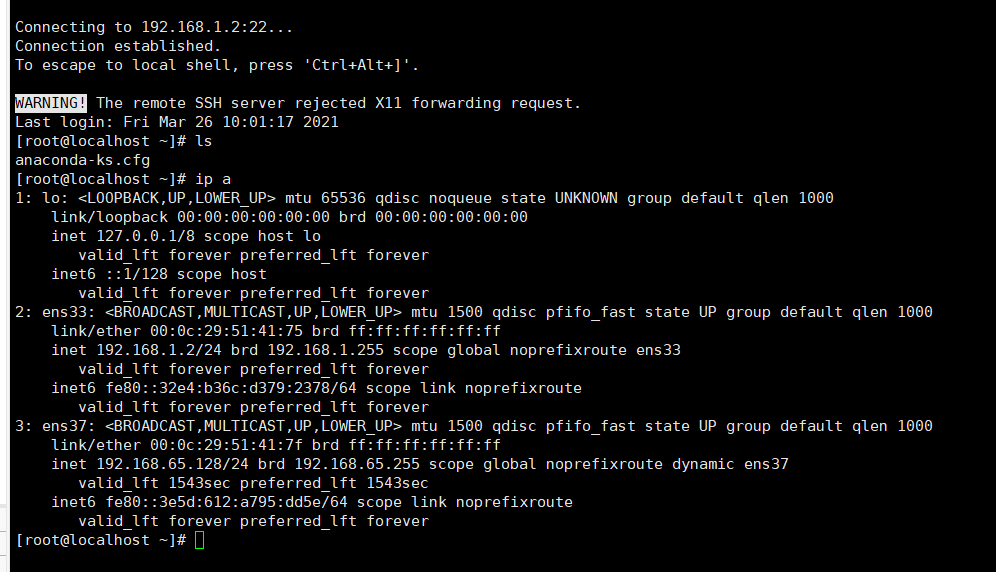 Connecting to 192.168.1.2:22...
Connection established.
To escape to local shell, press 'Ctrl+Alt+]'.
WARNING! The remote SSH server rejected X11 forwarding request.
Last login: Fri Mar 26 10:01:17 2021
[root@localhost ~]# ls
anaconda-ks.cfg
[root@localhost ~]# ip a
1: lo: <LOOPBACK,UP,LOWER_UP> mtu 65536 qdisc noqueue state UNKNOWN group default qlen 1000
    link/loopback 00:00:00:00:00:00 brd 00:00:00:00:00:00
    inet 127.0.0.1/8 scope host lo
       valid_lft forever preferred_lft forever
    inet6 ::1/128 scope host
       valid_lft forever preferred_lft forever
2: ens33: <BROADCAST,MULTICAST,UP,LOWER_UP> mtu 1500 qdisc pfifo_fast state UP group default qlen 1000
    link/ether 00:0c:29:51:41:75 brd ff:ff:ff:ff:ff:ff
    inet 192.168.1.2/24 brd 192.168.1.255 scope global noprefixroute ens33
       valid_lft forever preferred_lft forever
    inet6 fe80::32e4:b36c:d379:2378/64 scope link noprefixroute
       valid_lft forever preferred_lft forever
3: ens37: <BROADCAST,MULTICAST,UP,LOWER_UP> mtu 1500 qdisc pfifo_fast state UP group default qlen 1000
    link/ether 00:0c:29:51:41:7f brd ff:ff:ff:ff:ff:ff
    inet 192.168.65.128/24 brd 192.168.65.255 scope global noprefixroute dynamic ens37
       valid_lft 1543sec preferred_lft 1543sec
    inet6 fe80::3e5d:612:a795:dd5e/64 scope link noprefixroute
       valid_lft forever preferred_lft forever
[root@localhost ~]#